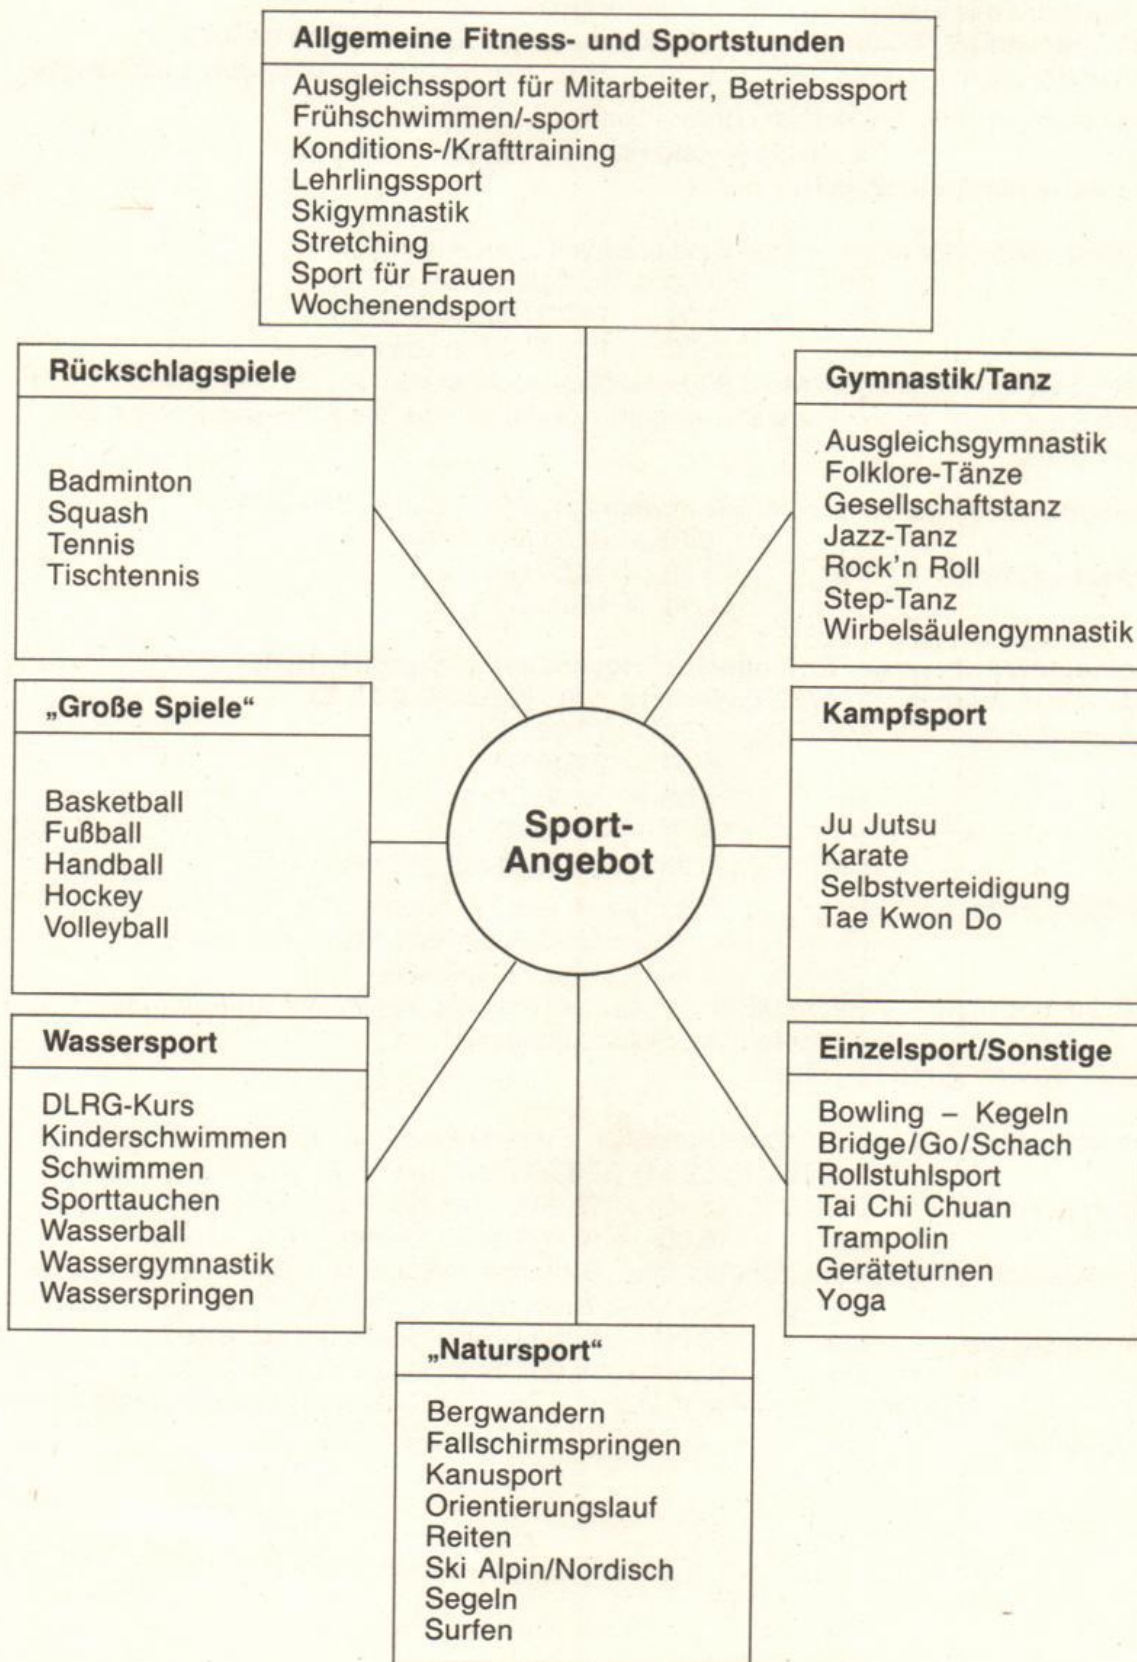 Allgemeine Fitness- und Sportstunden
Ausgleichssport für Mitarbeiter, Betriebssport
Frühschwimmen/-sport
Konditions-/Krafttraining
Lehrlingssport
Skigymnastik
Stretching
Sport für Frauen
Wochenendsport
Rückschlagspiele
Badminton
Squash
Tennis
Tischtennis
Gymnastik/Tanz
Ausgleichsgymnastik
Folklore-Tänze
Gesellschaftstanz
Jazz-Tanz
Rock'n Roll
Step-Tanz
Wirbelsäulengymnastik
„Große Spiele“
Basketball
Fußball
Handball
Hockey
Volleyball
Sport-
Angebot
Kampfsport
Ju Jutsu
Karate
Selbstverteidigung
Tae Kwon Do
Wassersport
DLRG-Kurs
Kinderschwimmen
Schwimmen
Sporttauchen
Wasserball
Wassergymnastik
Wasserspringen
Einzelsport/Sonstige
Bowling – Kegeln
Bridge/Go/Schach
Rollstuhlsport
Tai Chi Chuan
Trampolin
Geräteturnen
Yoga
„Natursport“
Bergwandern
Fallschirmspringen
Kanusport
Orientierungslauf
Reiten
Ski Alpin/Nordisch
Segeln
Surfen